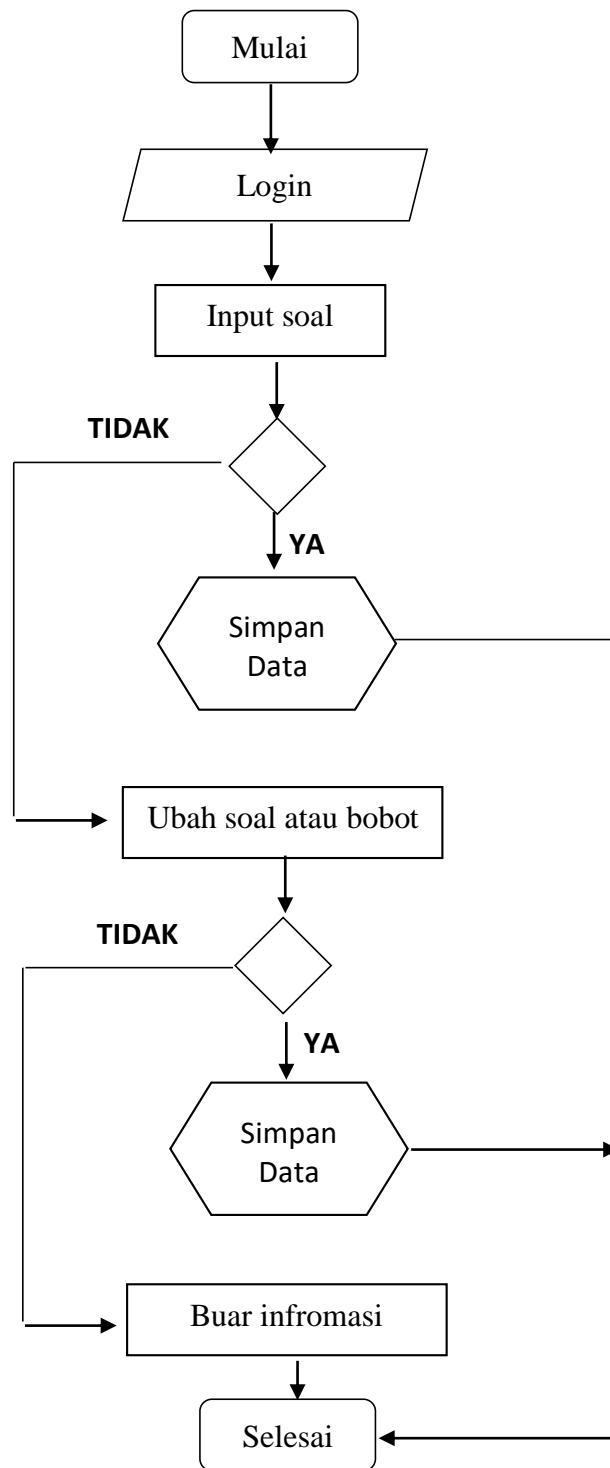 Mulai
Login
Input soal
TIDAK
YA
Simpan
Data
Ubah soal atau bobot
TIDAK
YA
Simpan
Data
Buar infromasi
Selesai